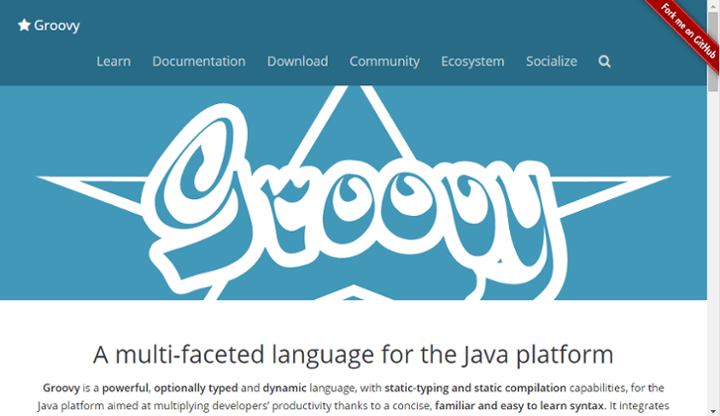 Groovy
Fork me on GitHub
Learn Documentation Download Community Ecosystem Socialize
Groovy
A multi-faceted language for the Java platform
Groovy is a powerful, optionally typed and dynamic language, with static-typing and static compilation capabilities, for the
Java platform aimed at multiplying developers' productivity thanks to a concise, familiar and easy to learn syntax. It integrates